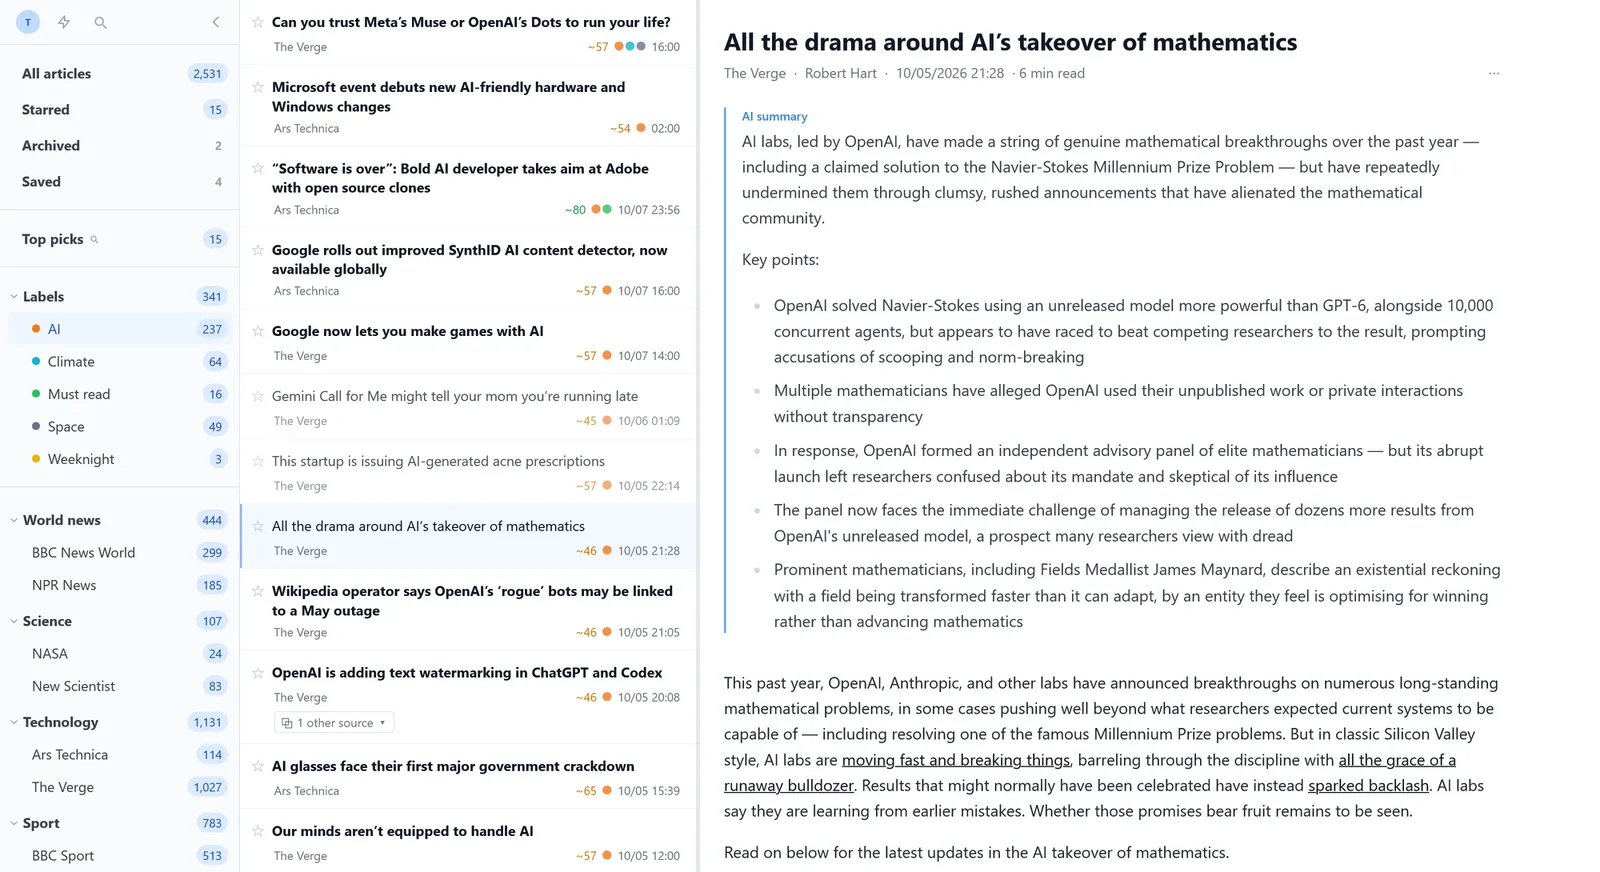 T
All articles 2,531
Starred 15
Archived 2
Saved 4
Top picks 15
Labels 341
AI 237
Climate 64
Must read 16
Space 49
Weeknight 3
World news 444
BBC News World 299
NPR News 185
Science 107
NASA 24
New Scientist 83
Technology 1,131
Ars Technica 114
The Verge 1,027
Sport 783
BBC Sport 513
Can you trust Meta’s Muse or OpenAI’s Dots to run your life?
The Verge ~57 16:00
Microsoft event debuts new AI-friendly hardware and
Windows changes
Ars Technica ~54 02:00
“Software is over”: Bold AI developer takes aim at Adobe
with open source clones
Ars Technica ~80 10/07 23:56
Google rolls out improved SynthID AI content detector, now
available globally
Ars Technica ~57 10/07 16:00
Google now lets you make games with AI
The Verge ~57 10/07 14:00
Gemini Call for Me might tell your mom you’re running late
The Verge ~45 10/06 01:09
This startup is issuing AI-generated acne prescriptions
The Verge ~57 10/05 22:14
All the drama around AI’s takeover of mathematics
The Verge ~46 10/05 21:28
Wikipedia operator says OpenAI’s ‘rogue’ bots may be linked
to a May outage
The Verge ~46 10/05 21:05
OpenAI is adding text watermarking in ChatGPT and Codex
The Verge ~46 10/05 20:08
1 other source
AI glasses face their first major government crackdown
Ars Technica ~65 10/05 15:39
Our minds aren’t equipped to handle AI
The Verge ~57 10/05 12:00
All the drama around AI’s takeover of mathematics
The Verge · Robert Hart · 10/05/2026 21:28 · 6 min read
AI summary
AI labs, led by OpenAI, have made a string of genuine mathematical breakthroughs over the past year —
including a claimed solution to the Navier-Stokes Millennium Prize Problem — but have repeatedly
undermined them through clumsy, rushed announcements that have alienated the mathematical
community.
Key points:
OpenAI solved Navier-Stokes using an unreleased model more powerful than GPT-6, alongside 10,000
concurrent agents, but appears to have raced to beat competing researchers to the result, prompting
accusations of scooping and norm-breaking
Multiple mathematicians have alleged OpenAI used their unpublished work or private interactions
without transparency
In response, OpenAI formed an independent advisory panel of elite mathematicians — but its abrupt
launch left researchers confused about its mandate and skeptical of its influence
The panel now faces the immediate challenge of managing the release of dozens more results from
OpenAI's unreleased model, a prospect many researchers view with dread
Prominent mathematicians, including Fields Medallist James Maynard, describe an existential reckoning
with a field being transformed faster than it can adapt, by an entity they feel is optimising for winning
rather than advancing mathematics
This past year, OpenAI, Anthropic, and other labs have announced breakthroughs on numerous long-standing
mathematical problems, in some cases pushing well beyond what researchers expected current systems to be
capable of — including resolving one of the famous Millennium Prize problems. But in classic Silicon Valley
style, AI labs are moving fast and breaking things, barreling through the discipline with all the grace of a
runaway bulldozer. Results that might normally have been celebrated have instead sparked backlash. AI labs
say they are learning from earlier mistakes. Whether those promises bear fruit remains to be seen.
Read on below for the latest updates in the AI takeover of mathematics.